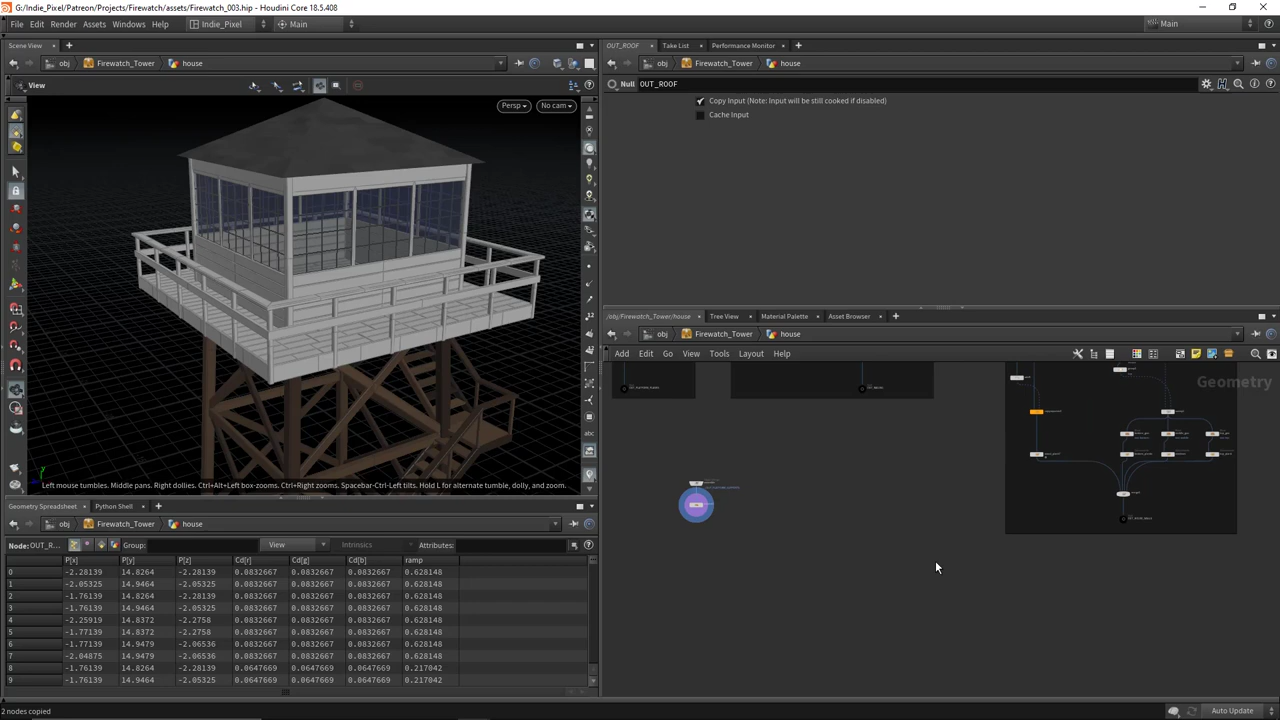 G:/Indie_Pixel/Patreon/Projects/Firewatch/assets/Firewatch_003.hip - Houdini Core 18.5.408
File Edit Render Assets Windows Help Indie_Pixel Main Main
Scene View
obj Firewatch_Tower house
View
Persp No cam
Left mouse tumbles. Middle pans. Right dollies. Ctrl+Alt+Left box-zooms. Ctrl+Right zooms. Spacebar-Ctrl-Left tilts. Hold L for alternate tumble, dolly, and zoom.
abc
Geometry Spreadsheet Python Shell
obj Firewatch_Tower house
Node:OUT_R... Group: View Intrinsics Attributes:
P[x] P[y] P[z] Cd[r] Cd[g] Cd[b] ramp
0 -2.28139 14.8264 -2.28139 0.0832667 0.0832667 0.0832667 0.628148
1 -2.05325 14.9464 -2.05325 0.0832667 0.0832667 0.0832667 0.628148
2 -1.76139 14.8264 -2.28139 0.0832667 0.0832667 0.0832667 0.628148
3 -1.76139 14.9464 -2.05325 0.0832667 0.0832667 0.0832667 0.628148
4 -2.25919 14.8372 -2.2758 0.0832667 0.0832667 0.0832667 0.628148
5 -1.77139 14.8372 -2.2758 0.0832667 0.0832667 0.0832667 0.628148
6 -1.77139 14.9479 -2.06536 0.0832667 0.0832667 0.0832667 0.628148
7 -2.04875 14.9479 -2.06536 0.0832667 0.0832667 0.0832667 0.628148
8 -1.76139 14.8264 -2.28139 0.0647669 0.0647669 0.0647669 0.217042
9 -1.76139 14.9464 -2.05325 0.0647669 0.0647669 0.0647669 0.217042
2 nodes copied
OUT_ROOF Take List Performance Monitor
obj Firewatch_Tower house
Null OUT_ROOF
Copy Input (Note: Input will be still cooked if disabled)
Cache Input
/obj/Firewatch_Tower/house Tree View Material Palette Asset Browser
obj Firewatch_Tower house
Add Edit Go View Tools Layout Help
Geometry
Auto Update